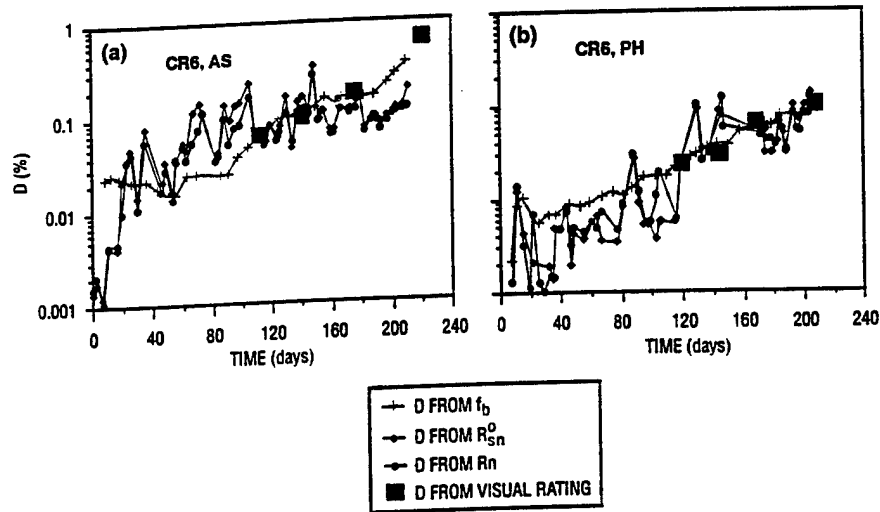 (a)
CR6, AS
1
0.1
0.01
0.001
D (%)
0 40 80 120 160 200 240
TIME (days)
(b)
CR6, PH
0 40 80 120 160 200 240
TIME (days)
D FROM f_b
D FROM R_sn^o
D FROM Rn
D FROM VISUAL RATING